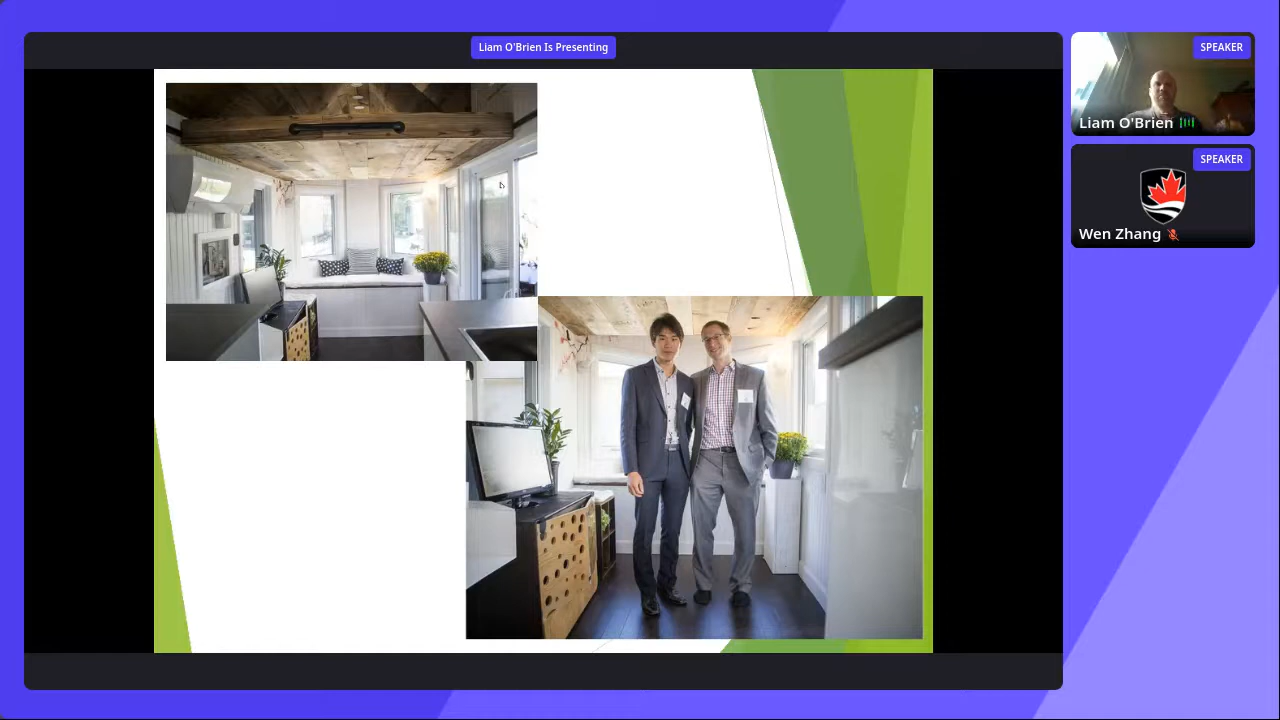 Liam O'Brien Is Presenting
SPEAKER
Liam O'Brien
SPEAKER
Wen Zhang